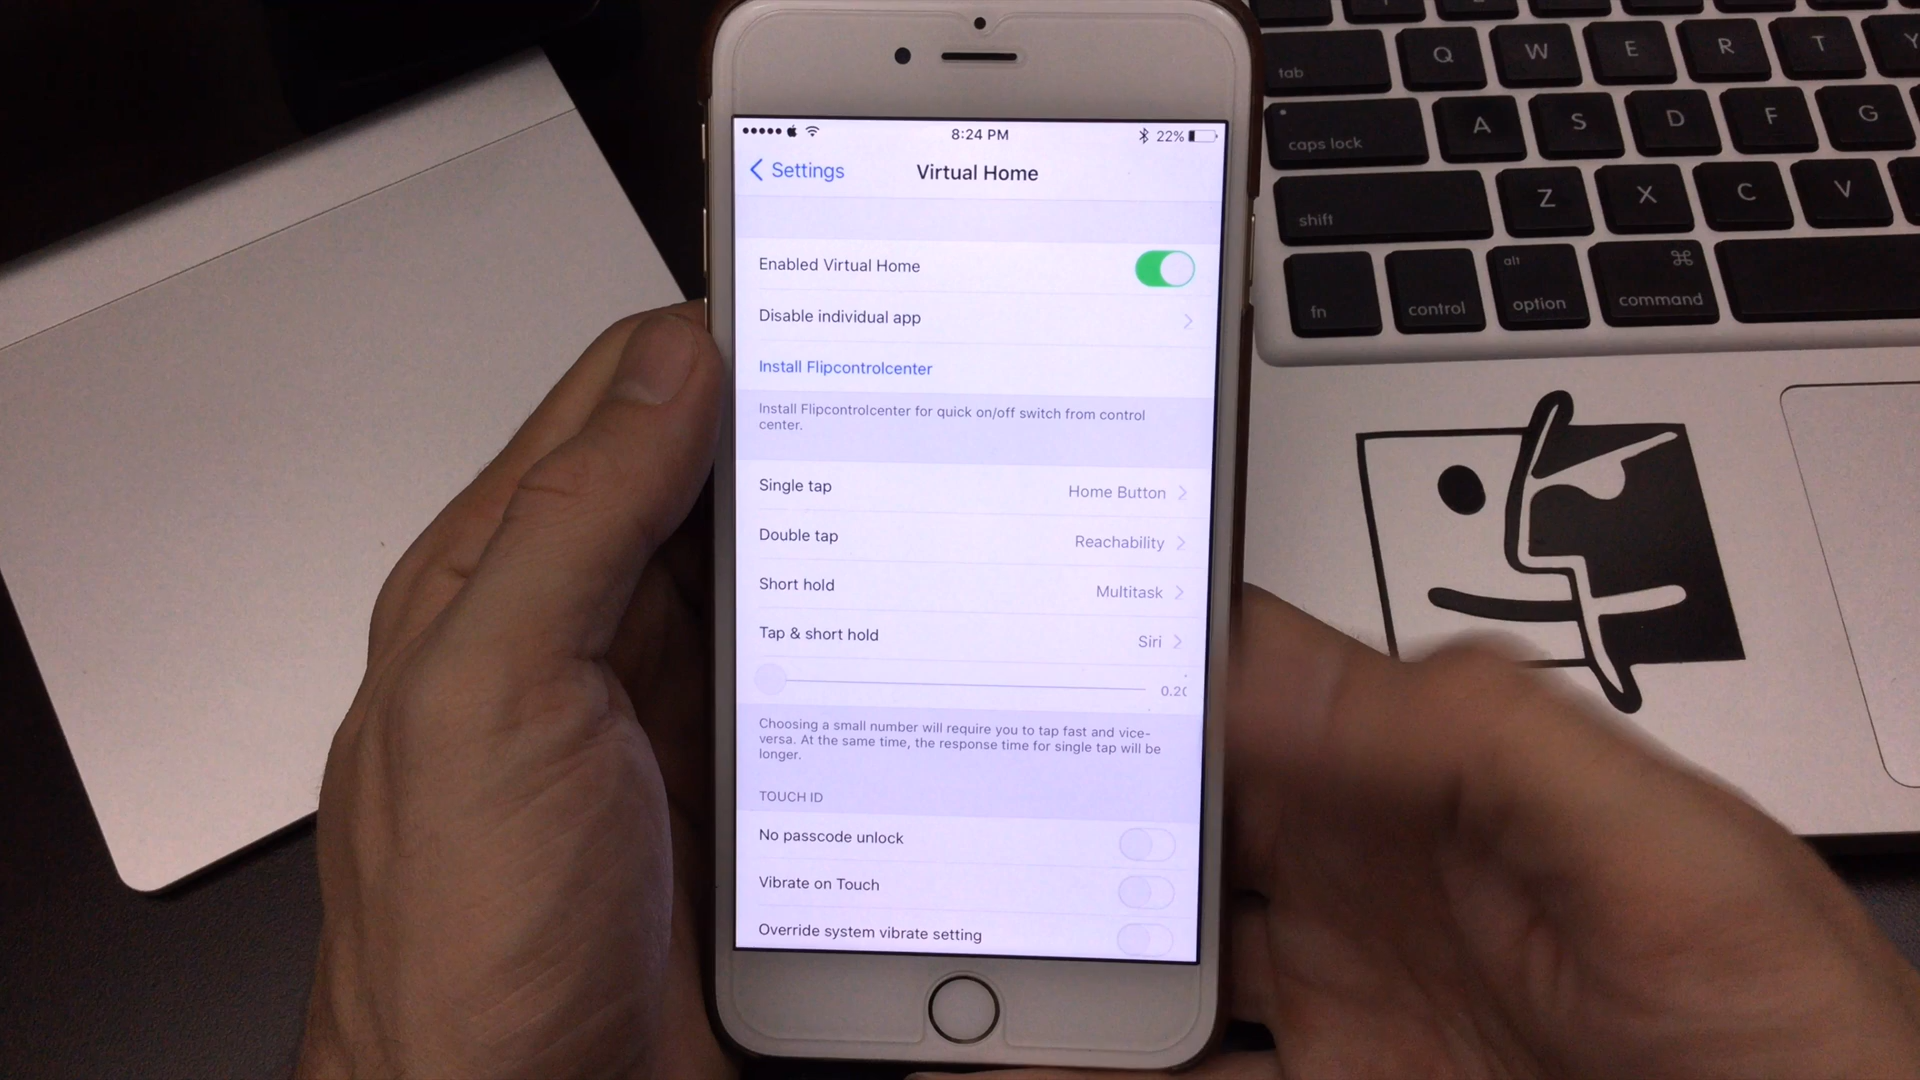 8:24 PM
22%
Settings
Virtual Home
Enabled Virtual Home
Disable individual app
Install Flipcontrolcenter
Install Flipcontrolcenter for quick on/off switch from control
center.
Single tap
Home Button
Double tap
Reachability
Short hold
Multitask
Tap & short hold
Siri
0.20
Choosing a small number will require you to tap fast and vice-
versa. At the same time, the response time for single tap will be
longer.
TOUCH ID
No passcode unlock
Vibrate on Touch
Override system vibrate setting
tab
Q
W
E
R
T
Y
caps lock
A
S
D
F
G
shift
Z
X
C
V
fn
control
alt
option
⌘
command